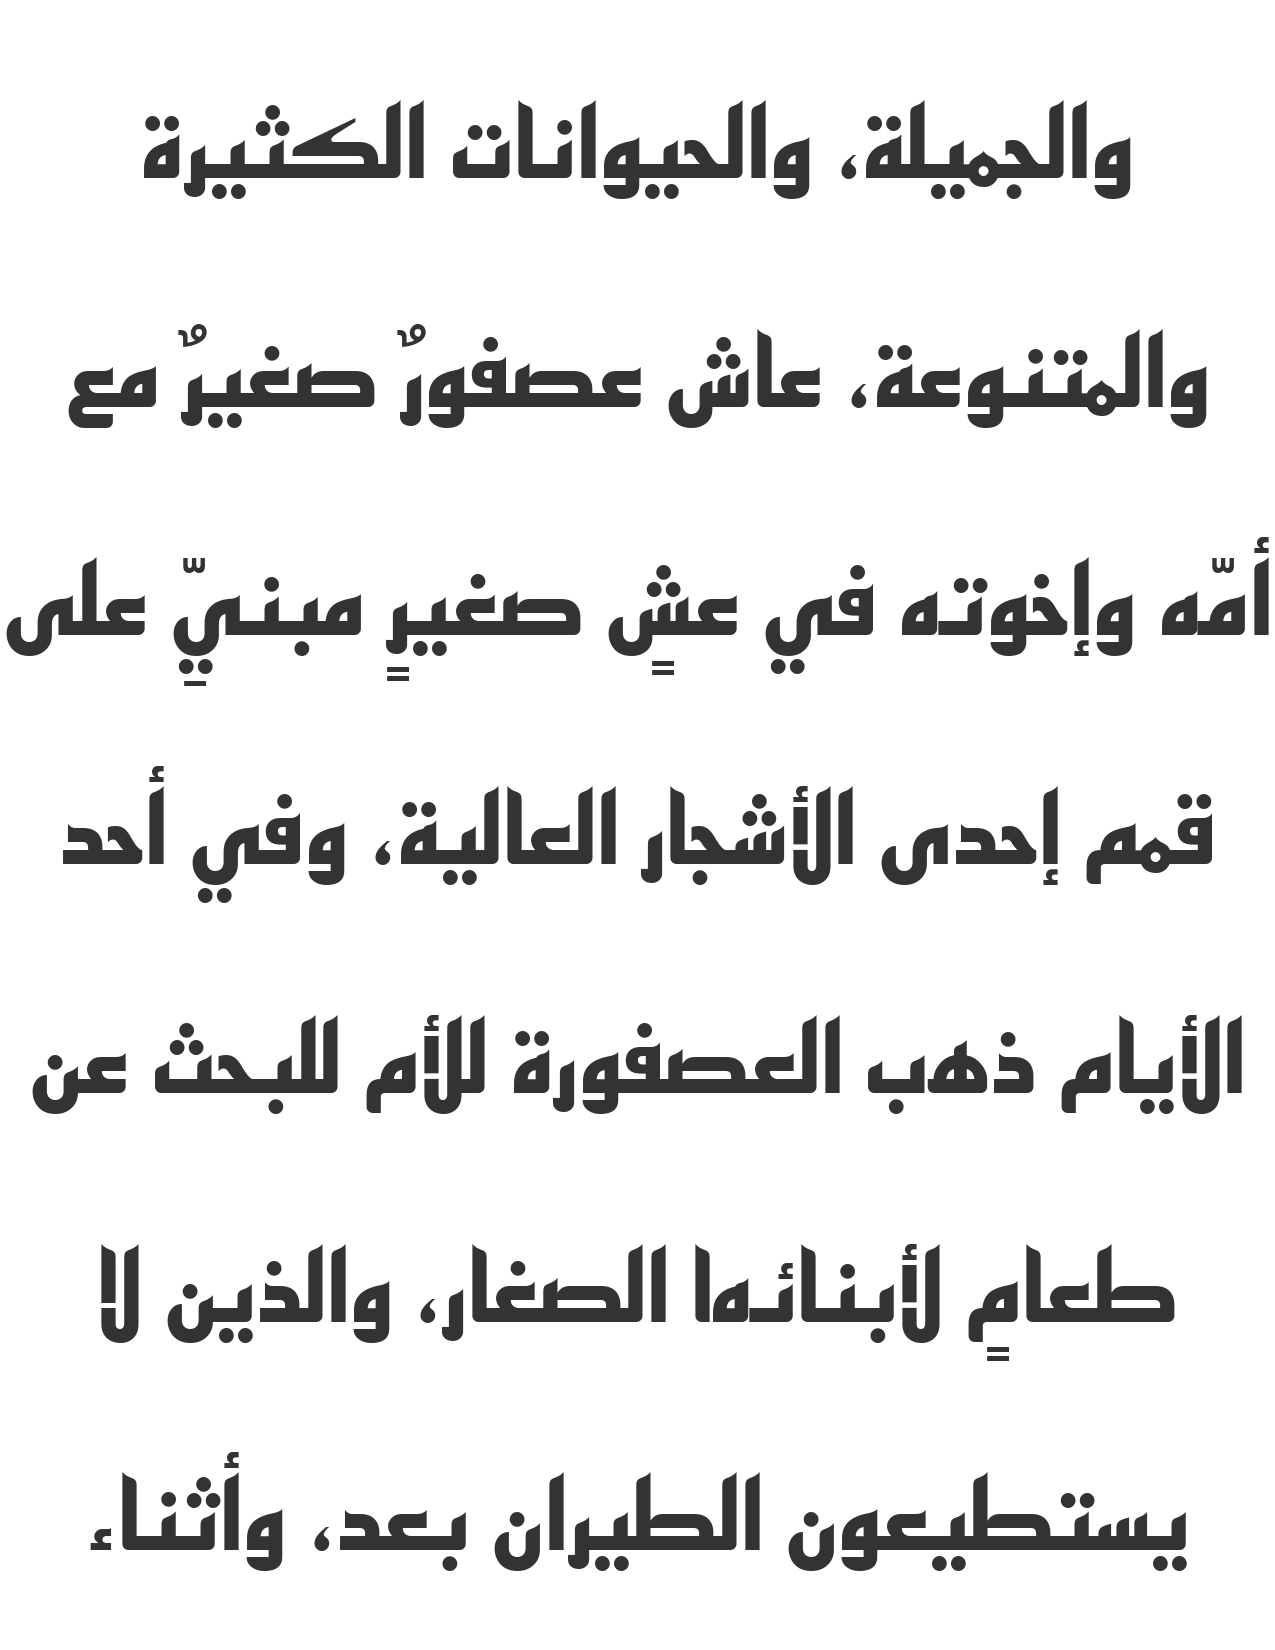 والجميلة، والحيوانات الكثيرة
والمتنوعة، عاش عصفورٌ صغيرٌ مع
أمّه وإخوته في عشٍ صغيرٍ مبنيّ على
قمم إحدى الأشجار العالية، وفي أحد
الأيام ذهب العصفورة للأم للبحث عن
طعامٍ لأبنائها الصغار، والذين لا
يستطيعون الطيران بعد، وأثناء